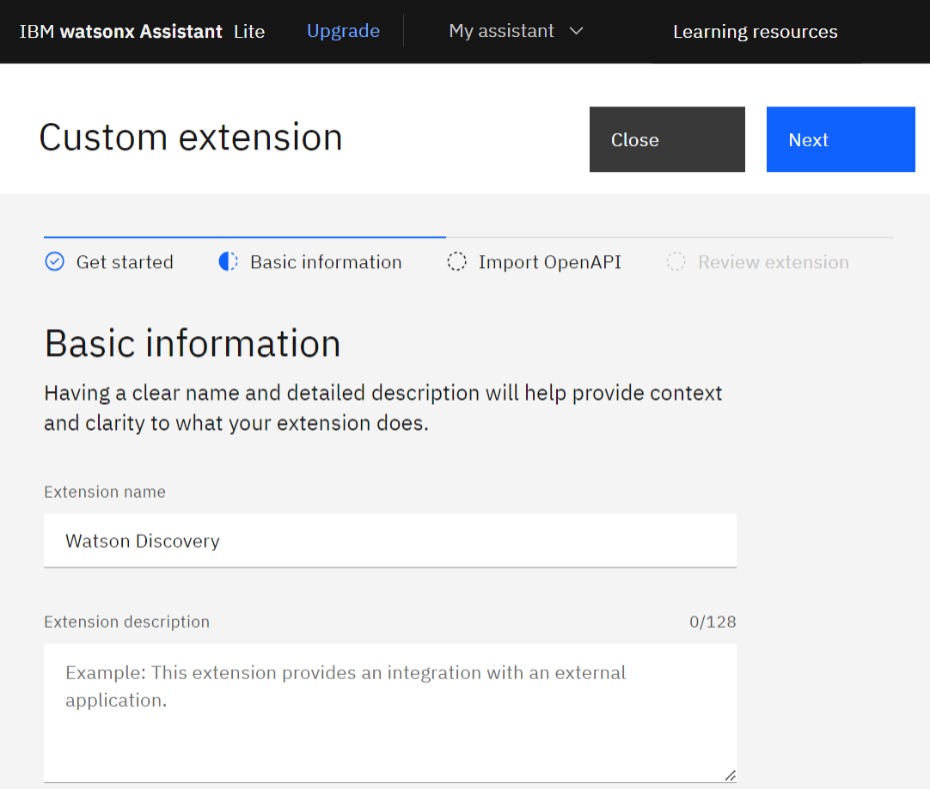 IBM watsonx Assistant Lite Upgrade My assistant Learning resources
Custom extension
Close
Next
Get started Basic information Import OpenAPI Review extension
Basic information
Having a clear name and detailed description will help provide context
and clarity to what your extension does.
Extension name
Watson Discovery
Extension description 0/128
Example: This extension provides an integration with an external
application.